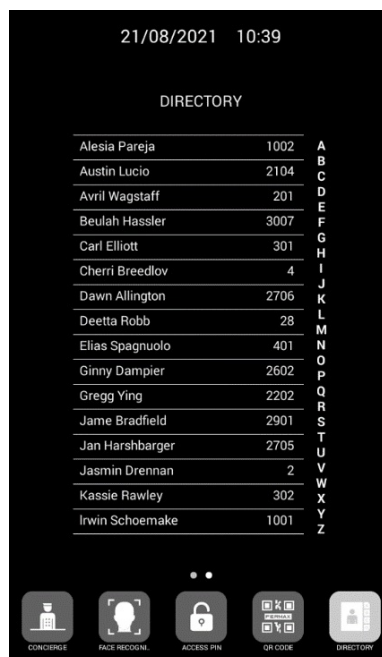 21/08/2021 10:39
DIRECTORY
Alesia Pareja 1002
Austin Lucio 2104
Avril Wagstaff 201
Beulah Hassler 3007
Carl Elliott 301
Cherri Breedlov 4
Dawn Allington 2706
Deetta Robb 28
Elias Spagnuolo 401
Ginny Dampier 2602
Gregg Ying 2202
Jame Bradfield 2901
Jan Harshbarger 2705
Jasmin Drennan 2
Kassie Rawley 302
Irwin Schoemake 1001
A
B
C
D
E
F
G
H
I
J
K
L
M
N
O
P
Q
R
S
T
U
V
W
X
Y
Z
CONCIERGE FACE RECOGNI.. ACCESS PIN QR CODE DIRECTORY